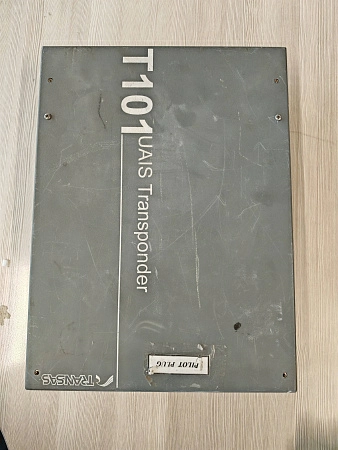 T101
UAIS Transponder
PILOT PLUG
TRANSAS